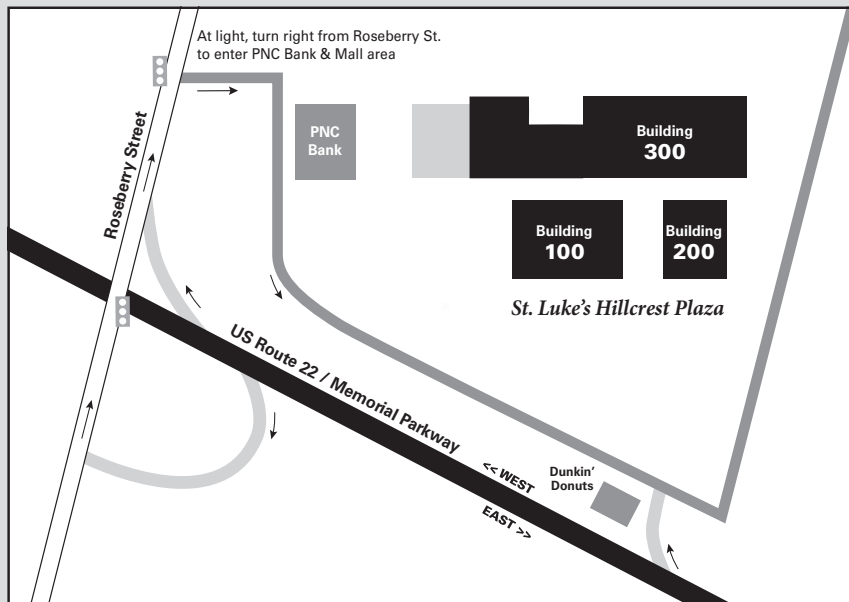 At light, turn right from Roseberry St.
to enter PNC Bank & Mall area
Roseberry Street
PNC
Bank
Building
300
Building
100
Building
200
St. Luke's Hillcrest Plaza
US Route 22 / Memorial Parkway
<< WEST
EAST >>
Dunkin'
Donuts